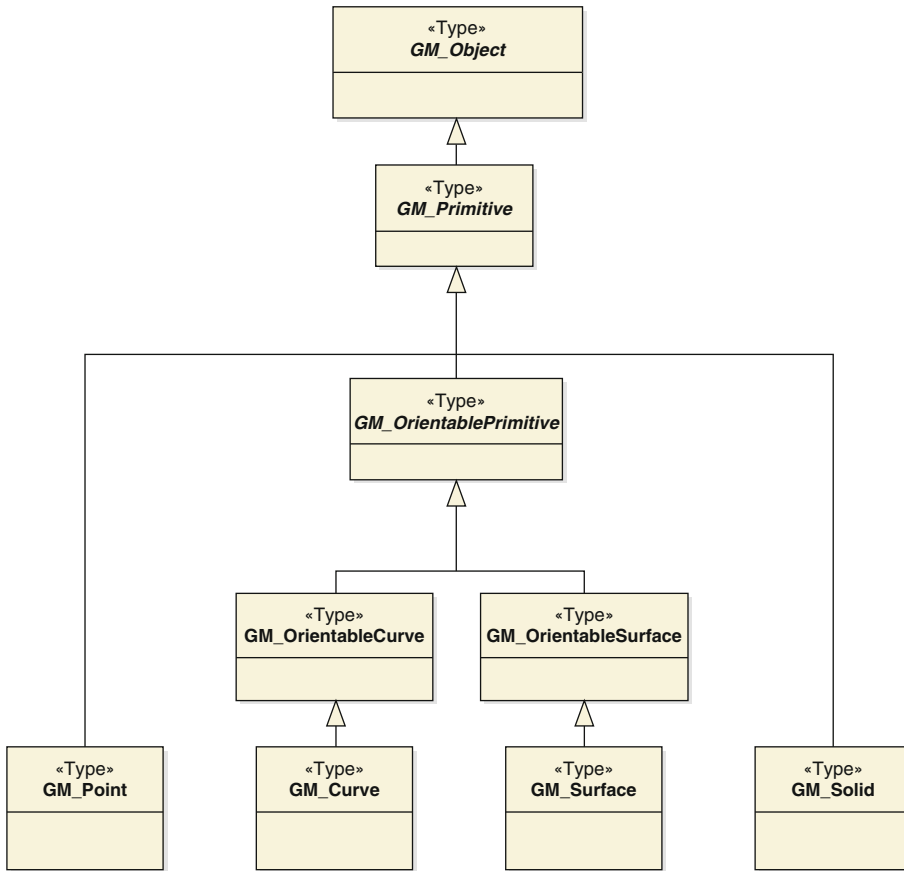 «Type»
GM_Object
«Type»
GM_Primitive
«Type»
GM_OrientablePrimitive
«Type»
GM_OrientableCurve
«Type»
GM_OrientableSurface
«Type»
GM_Point
«Type»
GM_Curve
«Type»
GM_Surface
«Type»
GM_Solid